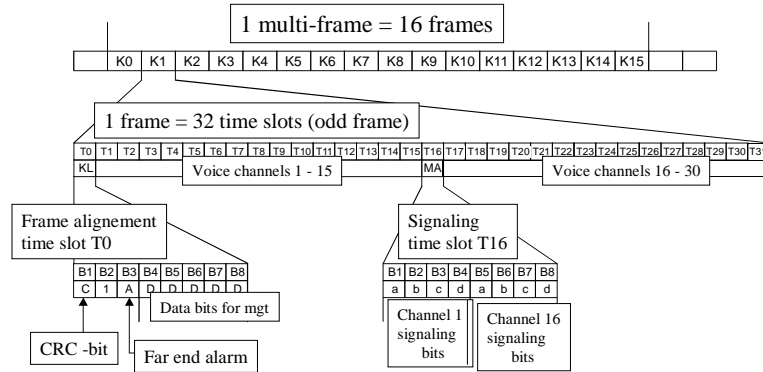 1 multi-frame = 16 frames
K0 K1 K2 K3 K4 K5 K6 K7 K8 K9 K10 K11 K12 K13 K14 K15
1 frame = 32 time slots (odd frame)
T0 T1 T2 T3 T4 T5 T6 T7 T8 T9 T10 T11 T12 T13 T14 T15 T16 T17 T18 T19 T20 T21 T22 T23 T24 T25 T26 T27 T28 T29 T30 T31
KL Voice channels 1 - 15 MA Voice channels 16 - 30
Frame alignement
time slot T0
Signaling
time slot T16
B1 B2 B3 B4 B5 B6 B7 B8
C 1 A D D D D D
Data bits for mgt
CRC -bit
Far end alarm
B1 B2 B3 B4 B5 B6 B7 B8
a b c d a b c d
Channel 1
signaling
bits
Channel 16
signaling
bits